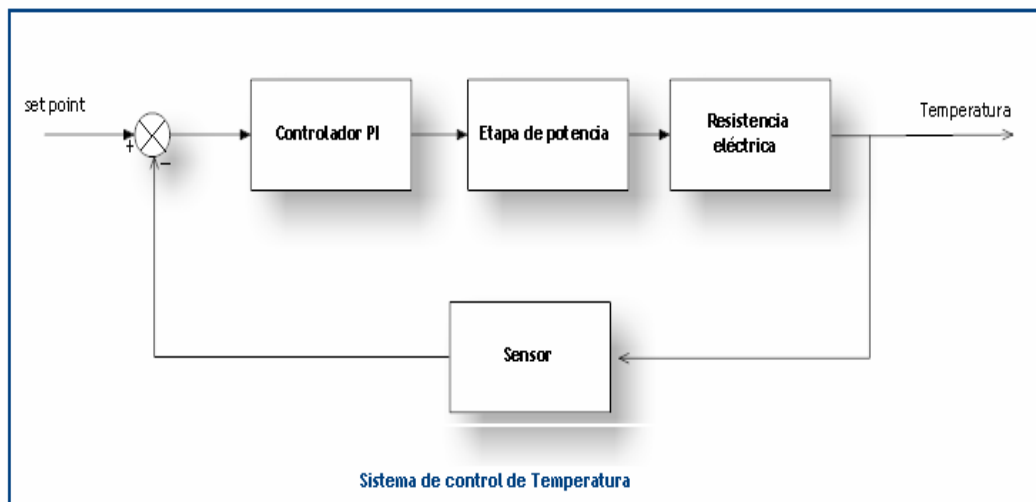 set point
Temperatura
+
−
Controlador PI
Etapa de potencia
Resistencia
eléctrica
Sensor
Sistema de control de Temperatura